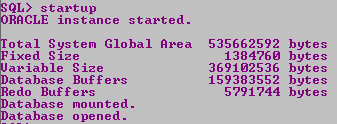 SQL> startup
ORACLE instance started.
Total System Global Area 535662592 bytes
Fixed Size 1384760 bytes
Variable Size 369102536 bytes
Database Buffers 159383552 bytes
Redo Buffers 5791744 bytes
Database mounted.
Database opened.